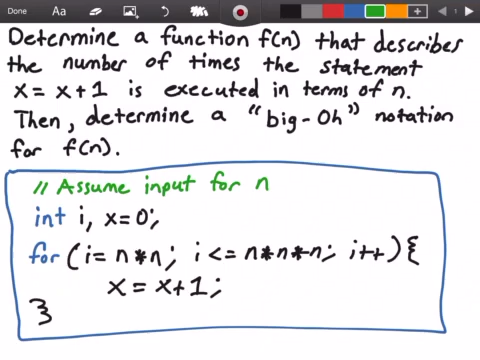 Done Aa 1
Determine a function f(n) that describes
the number of times the statement
x = x+1 is executed in terms of n.
Then, determine a "big-Oh" notation
for f(n).
// Assume input for n
int i, x=0;
for (i= n*n; i <= n*n*n; i++) {
x = x+1;
}